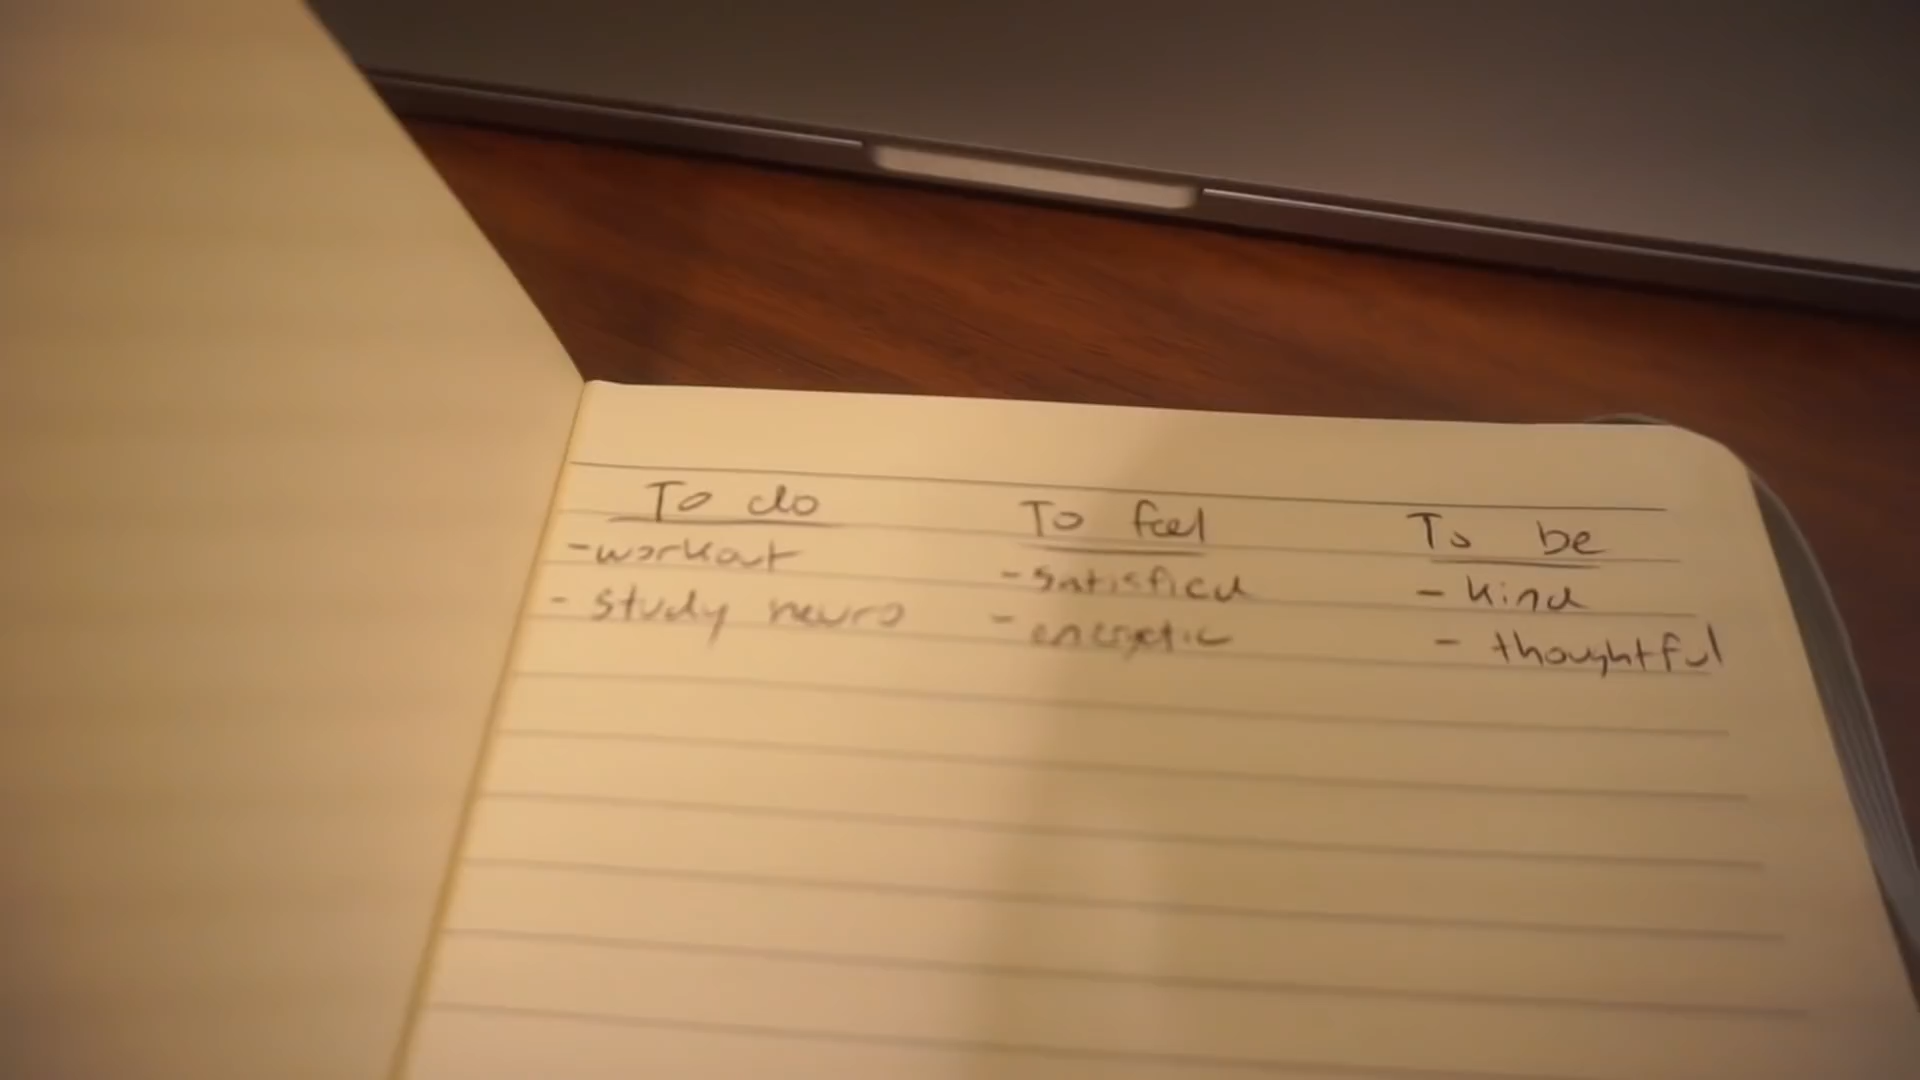 To do To feel To be
-workout - satisfied - kind
- study neuro - energetic - thoughtful